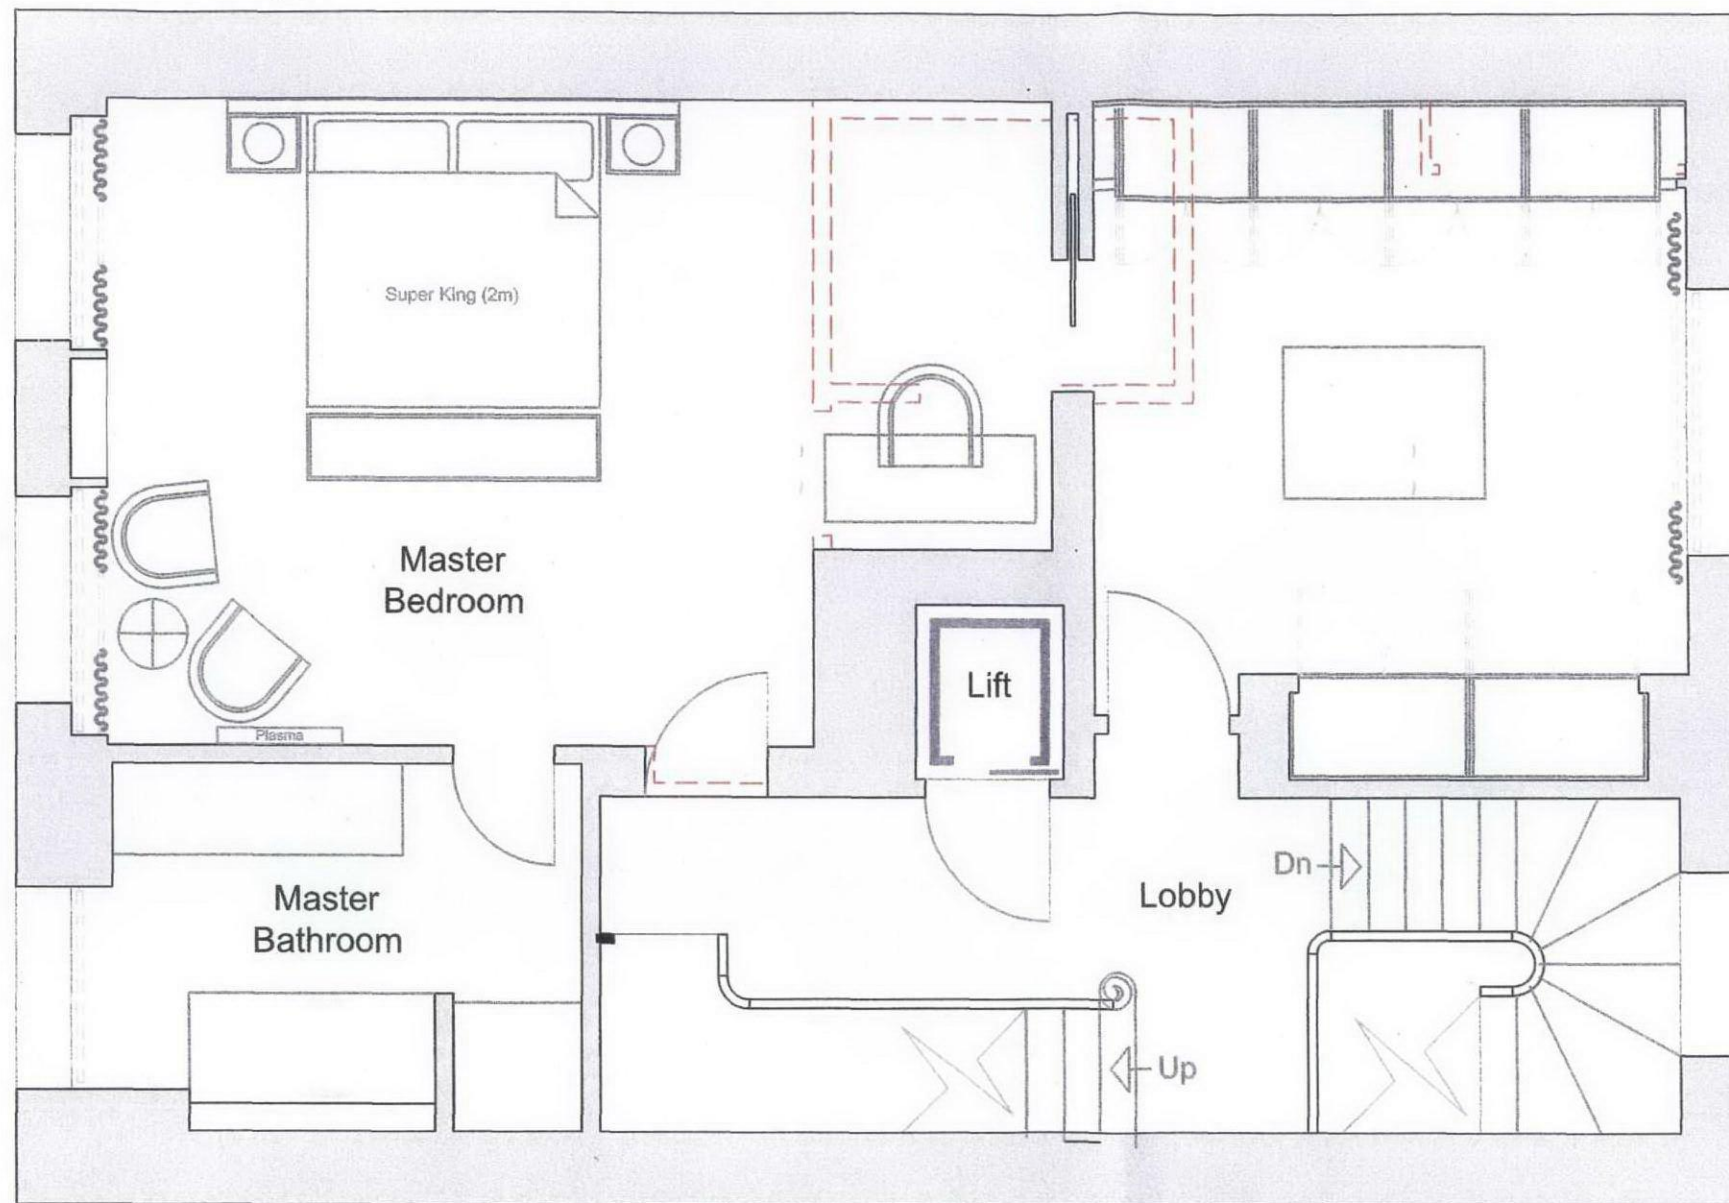 Super King (2m)
Master
Bedroom
Lift
Plasma
Dn
Lobby
Master
Bathroom
Up